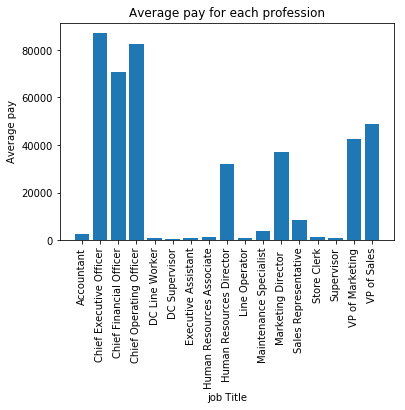 Average pay for each profession
Average pay
80000
60000
40000
20000
0
Accountant
Chief Executive Officer
Chief Financial Officer
Chief Operating Officer
DC Line Worker
DC Supervisor
Executive Assistant
Human Resources Associate
Human Resources Director
Line Operator
Maintenance Specialist
Marketing Director
Sales Representative
Store Clerk
Supervisor
VP of Marketing
VP of Sales
job Title